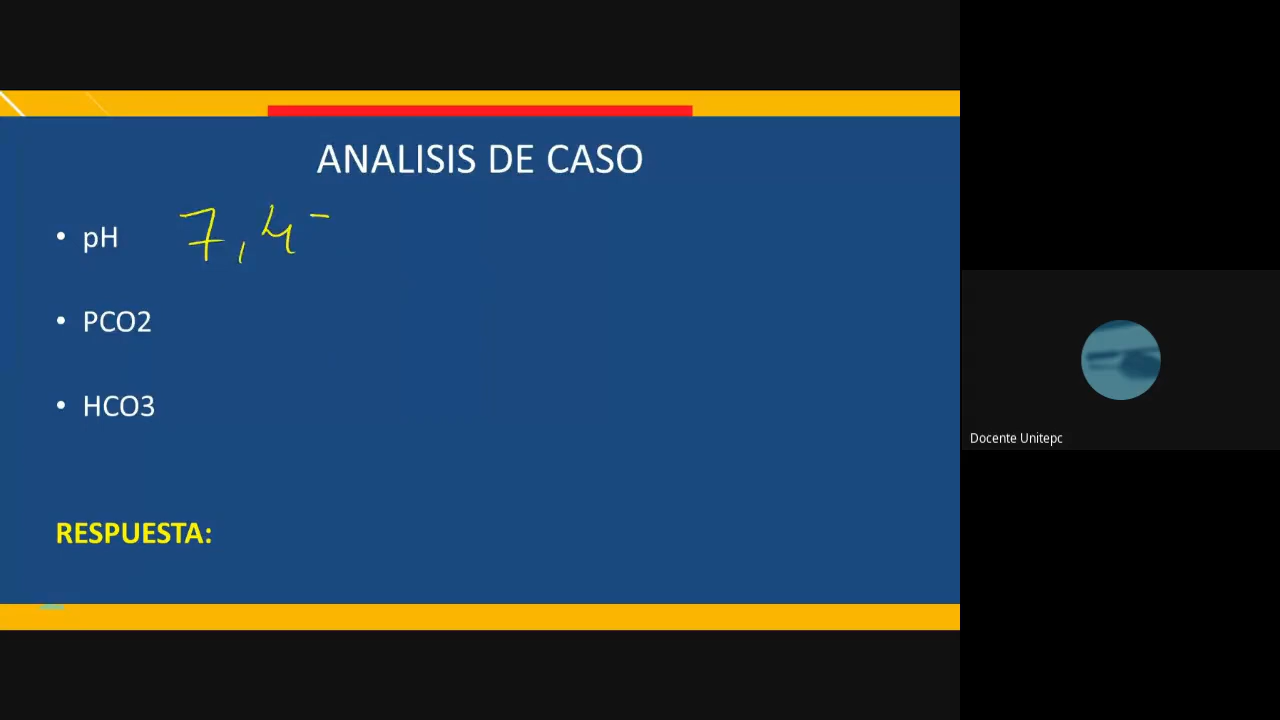 ANALISIS DE CASO
• pH 7,4
• PCO2
• HCO3
RESPUESTA:
Docente Unitepc